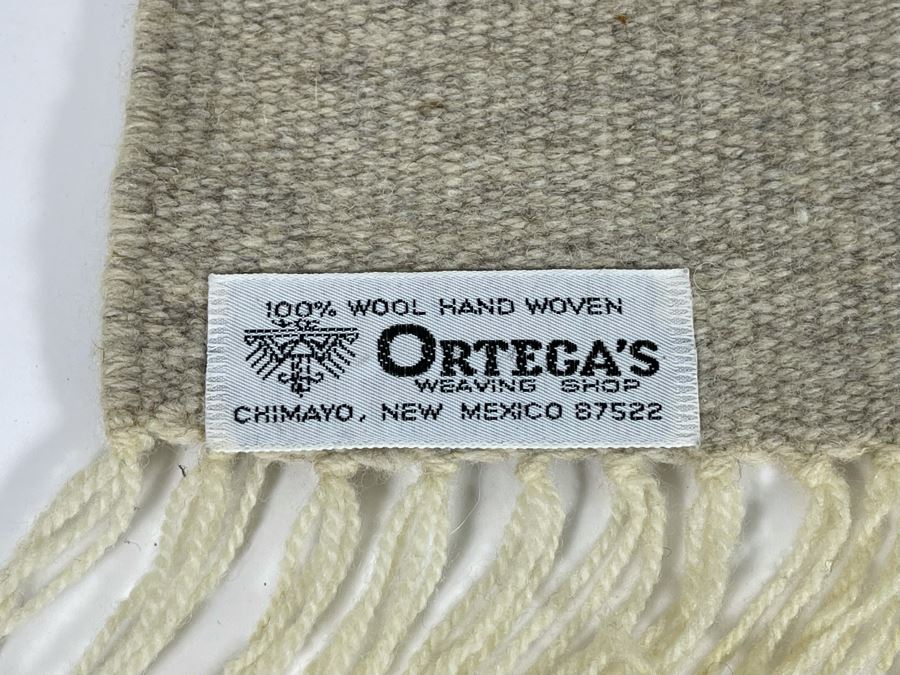 100% WOOL HAND WOVEN
ORTEGA'S
WEAVING SHOP
CHIMAYO, NEW MEXICO 87522